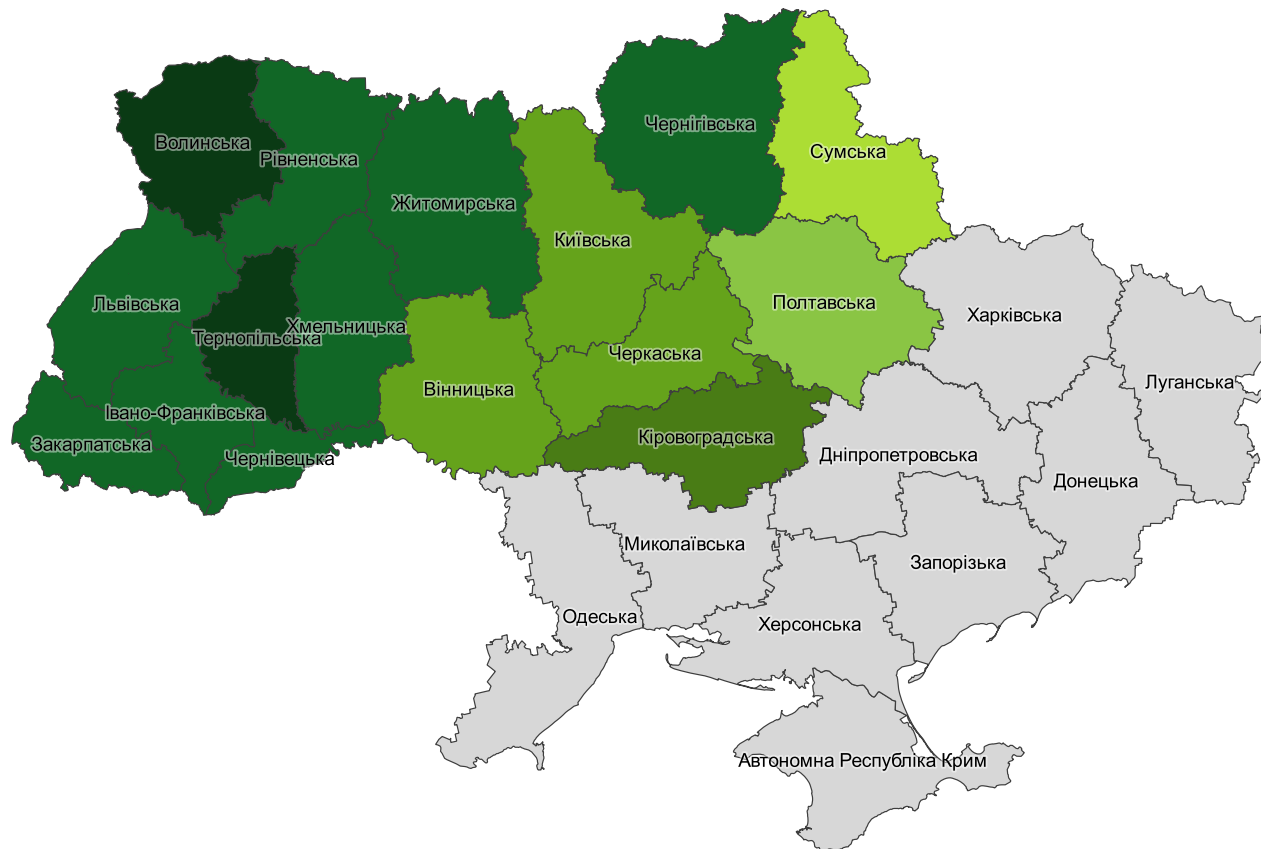 Чернігівська
Волинська
Сумська
Рівненська
Житомирська
Київська
Львівська
Полтавська
Харківська
Хмельницька
Тернопільська
Черкаська
Луганська
Вінницька
Івано-Франківська
Кіровоградська
Закарпатська
Чернівецька
Дніпропетровська
Донецька
Миколаївська
Запорізька
Одеська
Херсонська
Автономна Республіка Крим